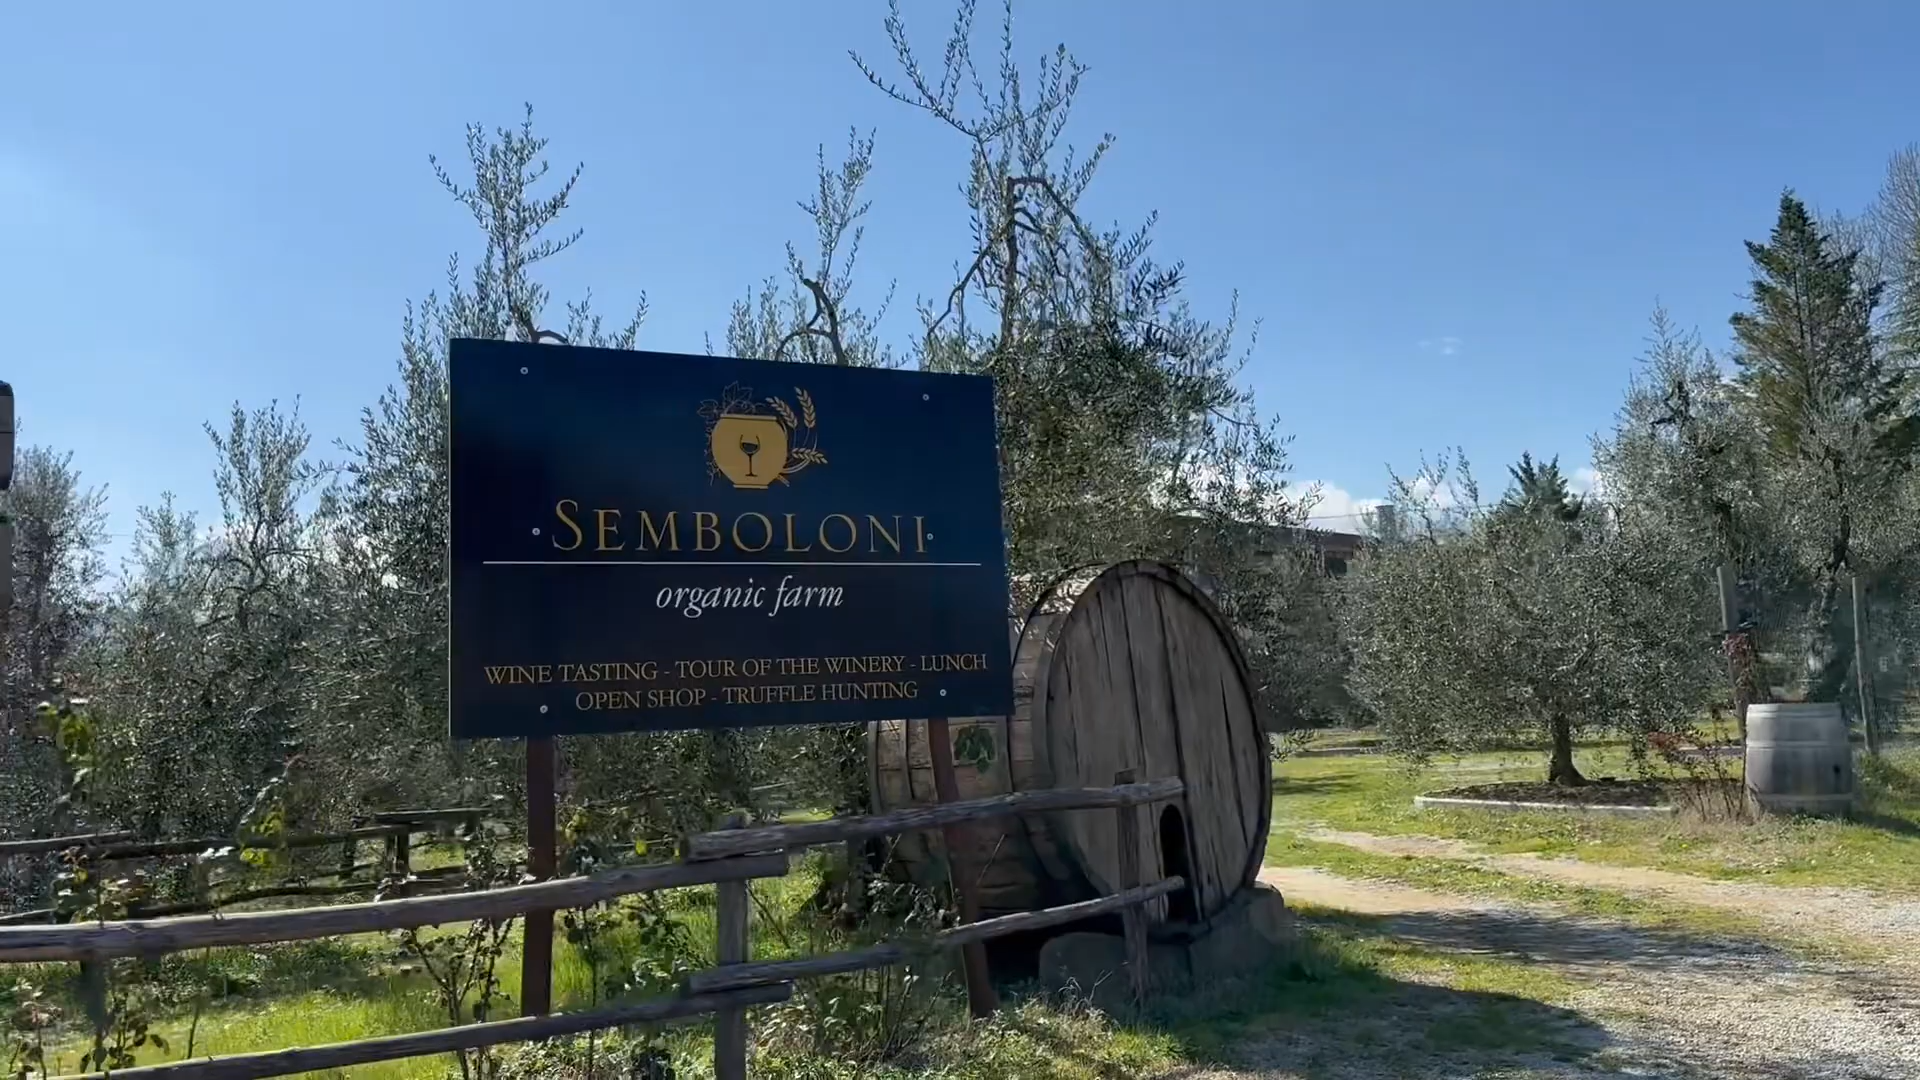 SEMBOLONI
organic farm
WINE TASTING - TOUR OF THE WINERY - LUNCH
OPEN SHOP - TRUFFLE HUNTING